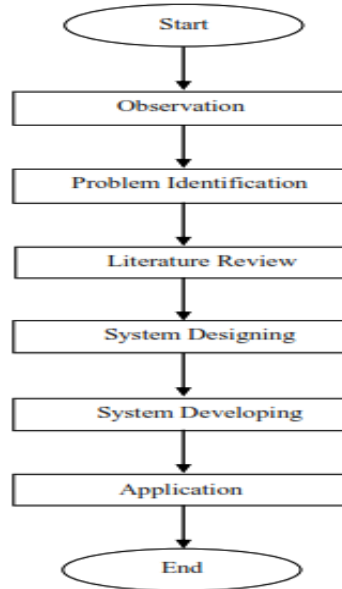 Start
Observation
Problem Identification
Literature Review
System Designing
System Developing
Application
End